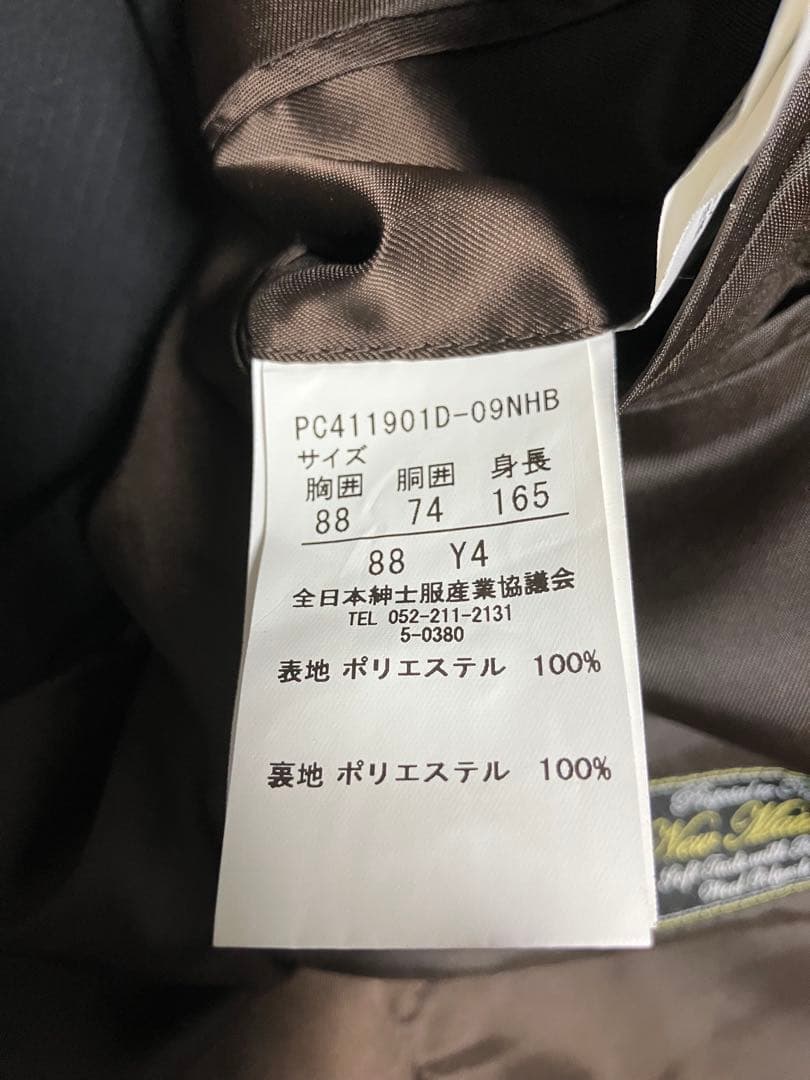 PC411901D-09NHB
サイズ
胸囲 胴囲 身長
88 74 165
88 Y4
全日本紳士服産業協議会
TEL 052-211-2131
5-0380
表地 ポリエステル 100%
裏地 ポリエステル 100%
New